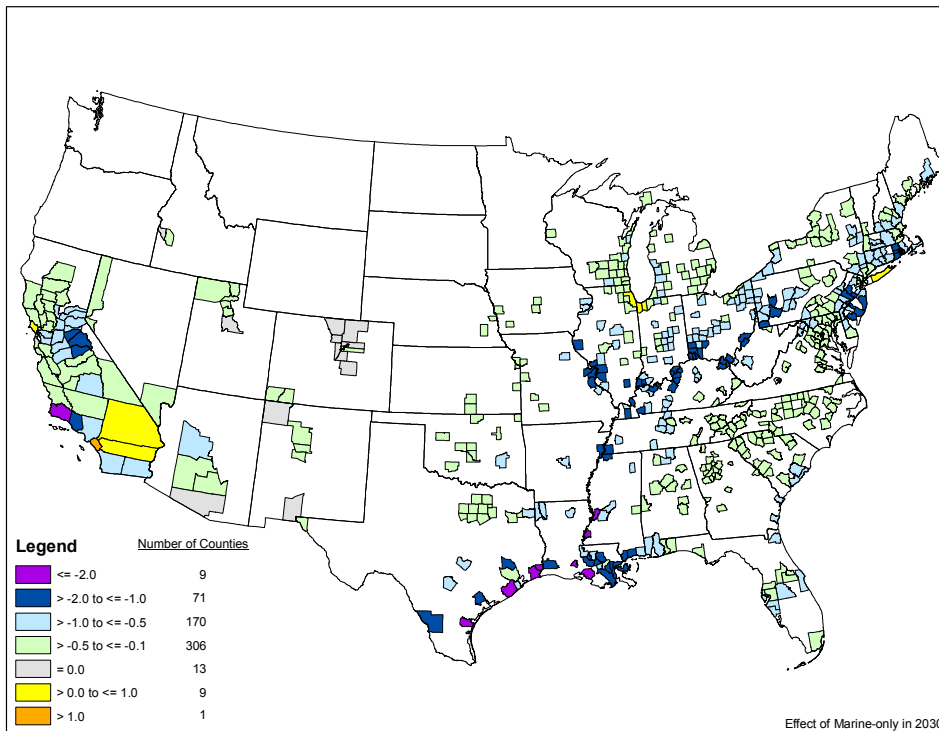 Legend
Number of Counties
<= -2.0 9
> -2.0 to <= -1.0 71
> -1.0 to <= -0.5 170
> -0.5 to <= -0.1 306
= 0.0 13
> 0.0 to <= 1.0 9
> 1.0 1
Effect of Marine-only in 2030